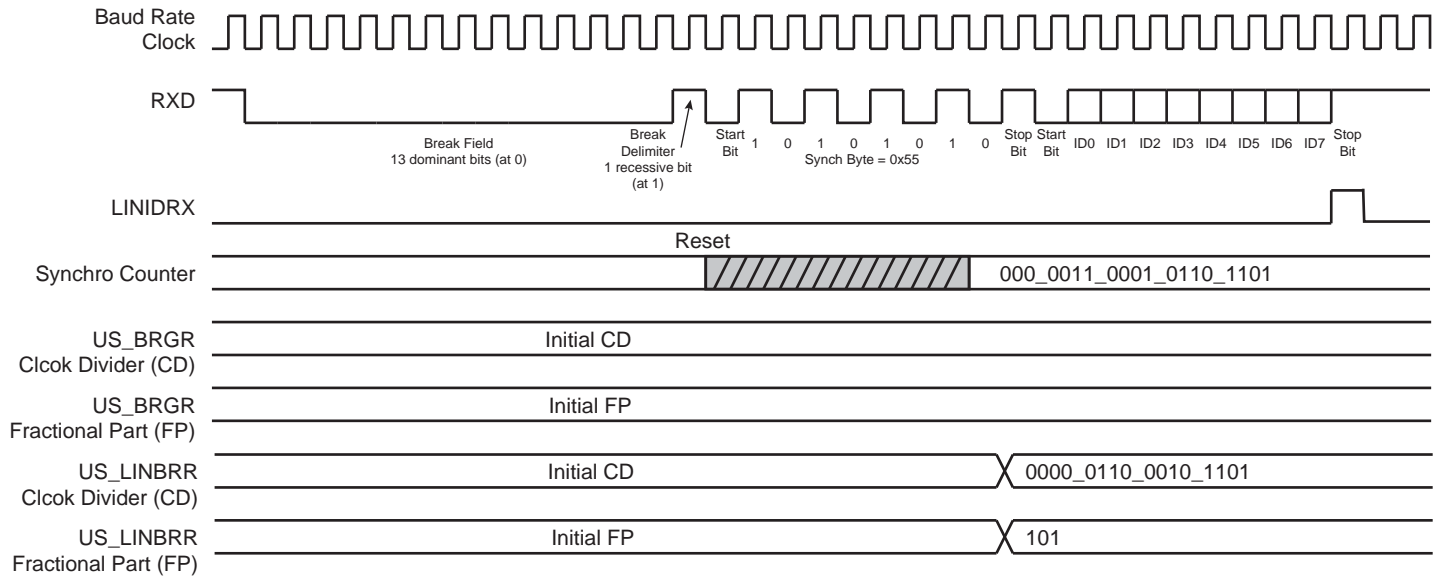 Baud Rate
Clock
RXD
Break Field
13 dominant bits (at 0)
Break
Delimiter
1 recessive bit
(at 1)
Start
Bit
1 0 1 0 1 0 1 0
Synch Byte = 0x55
Stop
Bit
Start
Bit
ID0 ID1 ID2 ID3 ID4 ID5 ID6 ID7
Stop
Bit
LINIDRX
Reset
Synchro Counter
000_0011_0001_0110_1101
US_BRGR
Clcok Divider (CD)
Initial CD
US_BRGR
Fractional Part (FP)
Initial FP
US_LINBRR
Clcok Divider (CD)
Initial CD
0000_0110_0010_1101
US_LINBRR
Fractional Part (FP)
Initial FP
101